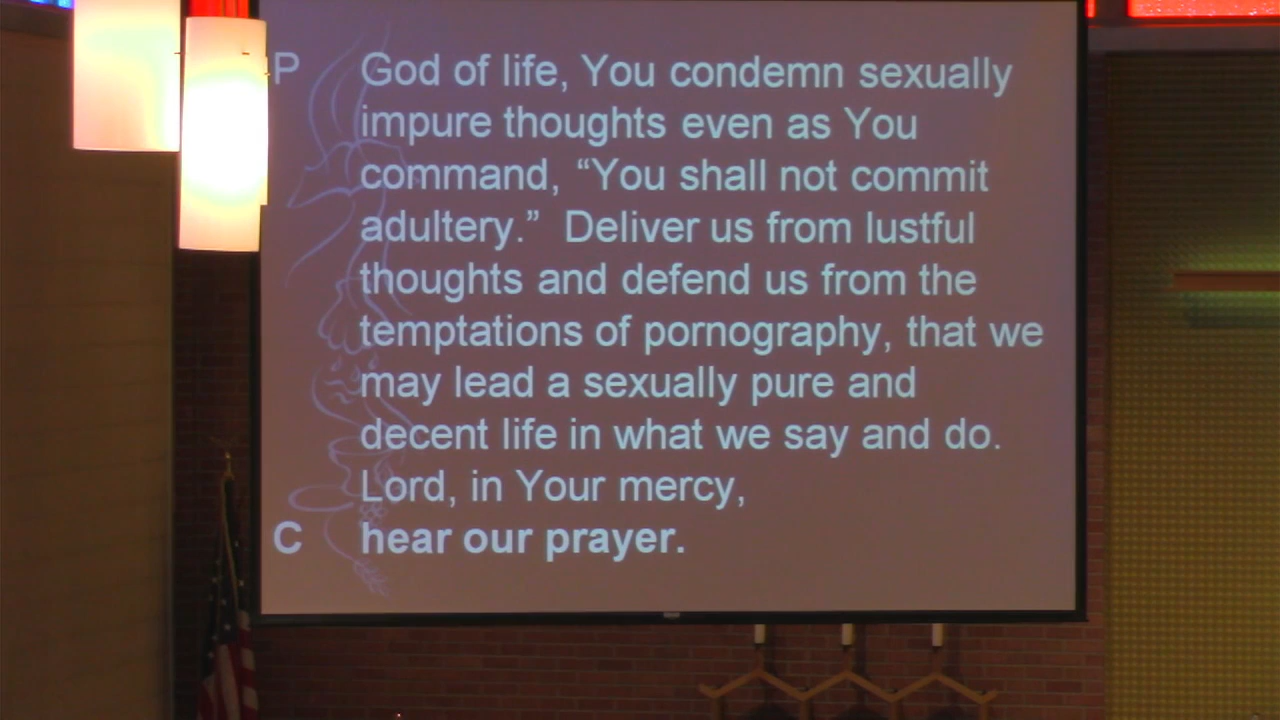 P God of life, You condemn sexually
impure thoughts even as You
command, “You shall not commit
adultery.”  Deliver us from lustful
thoughts and defend us from the
temptations of pornography, that we
may lead a sexually pure and
decent life in what we say and do.
Lord, in Your mercy,
C hear our prayer.